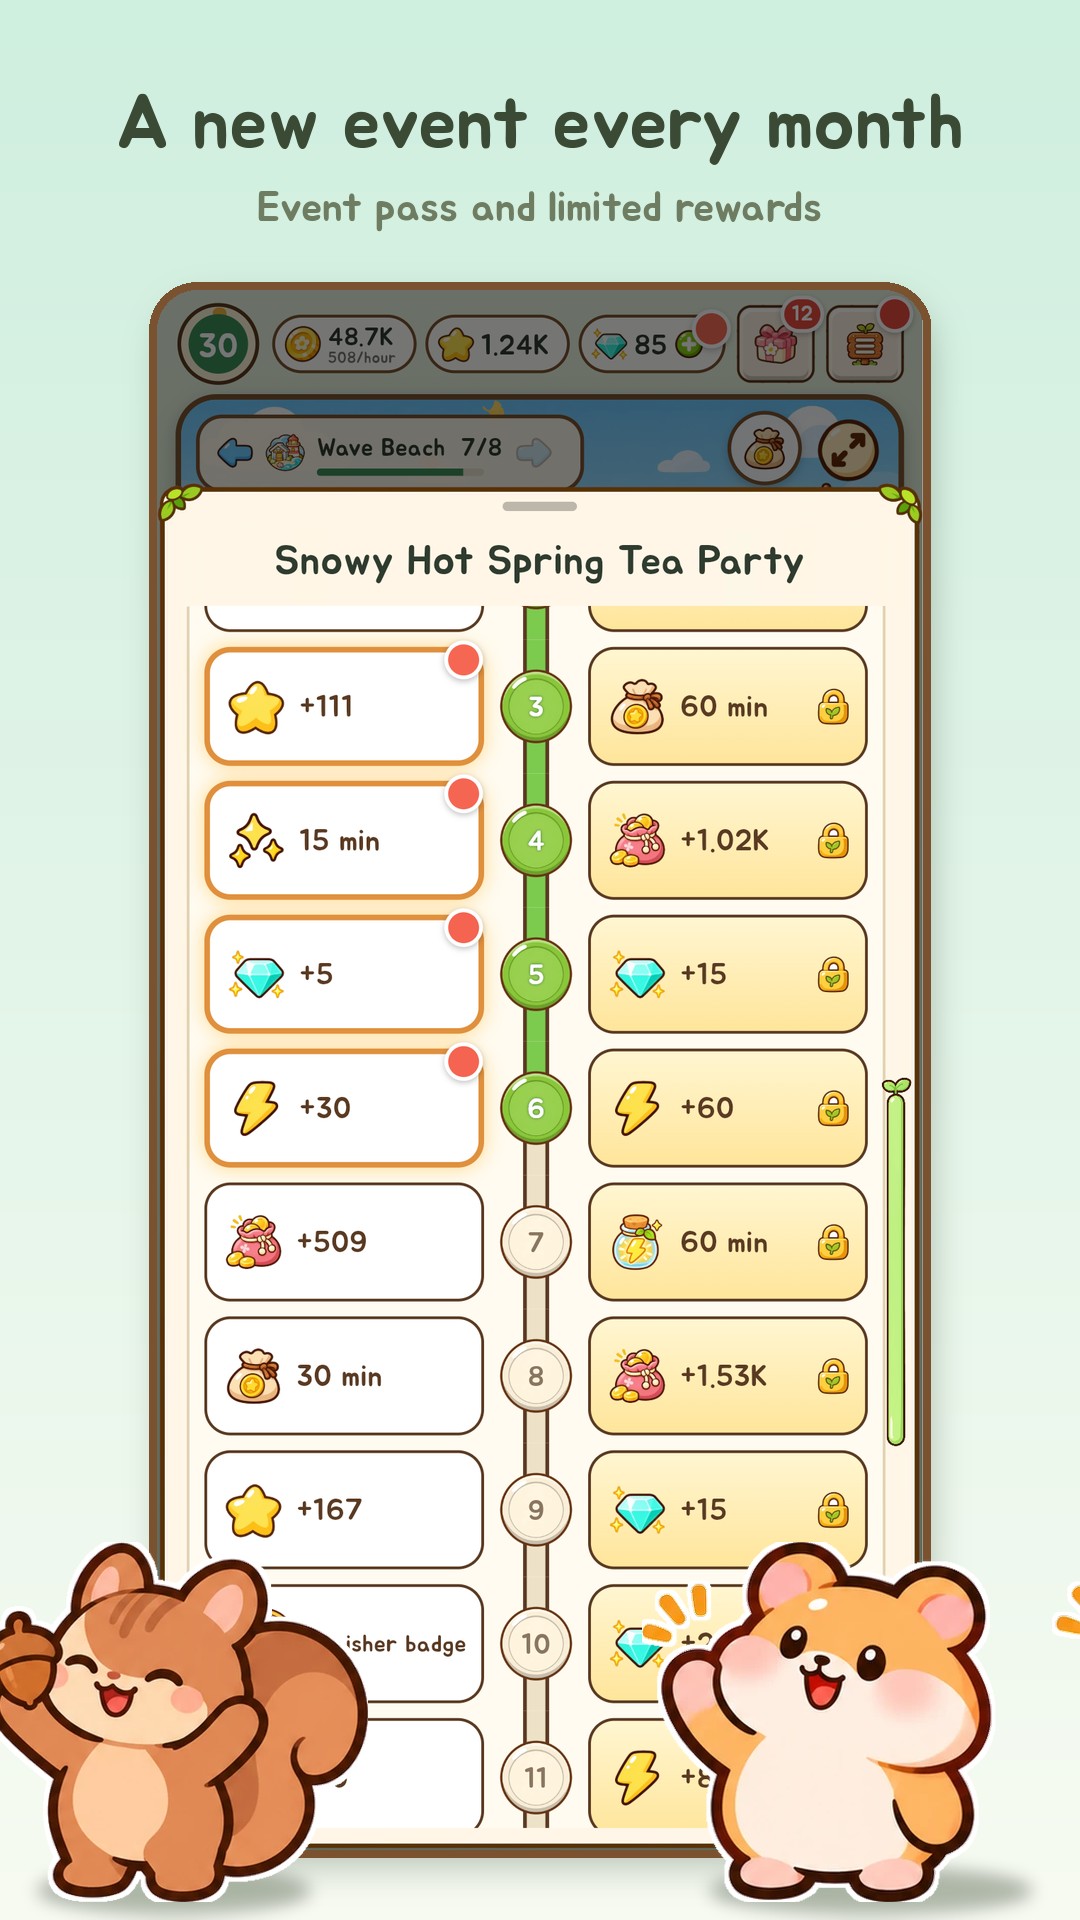 A new event every month
Event pass and limited rewards
30
48.7K
508/hour
1.24K
85
12
Wave Beach 7/8
Snowy Hot Spring Tea Party
+111
3
60 min
15 min
4
+1.02K
+5
5
+15
+30
6
+60
+509
7
60 min
30 min
8
+1.53K
+167
9
+15
badge
10
11